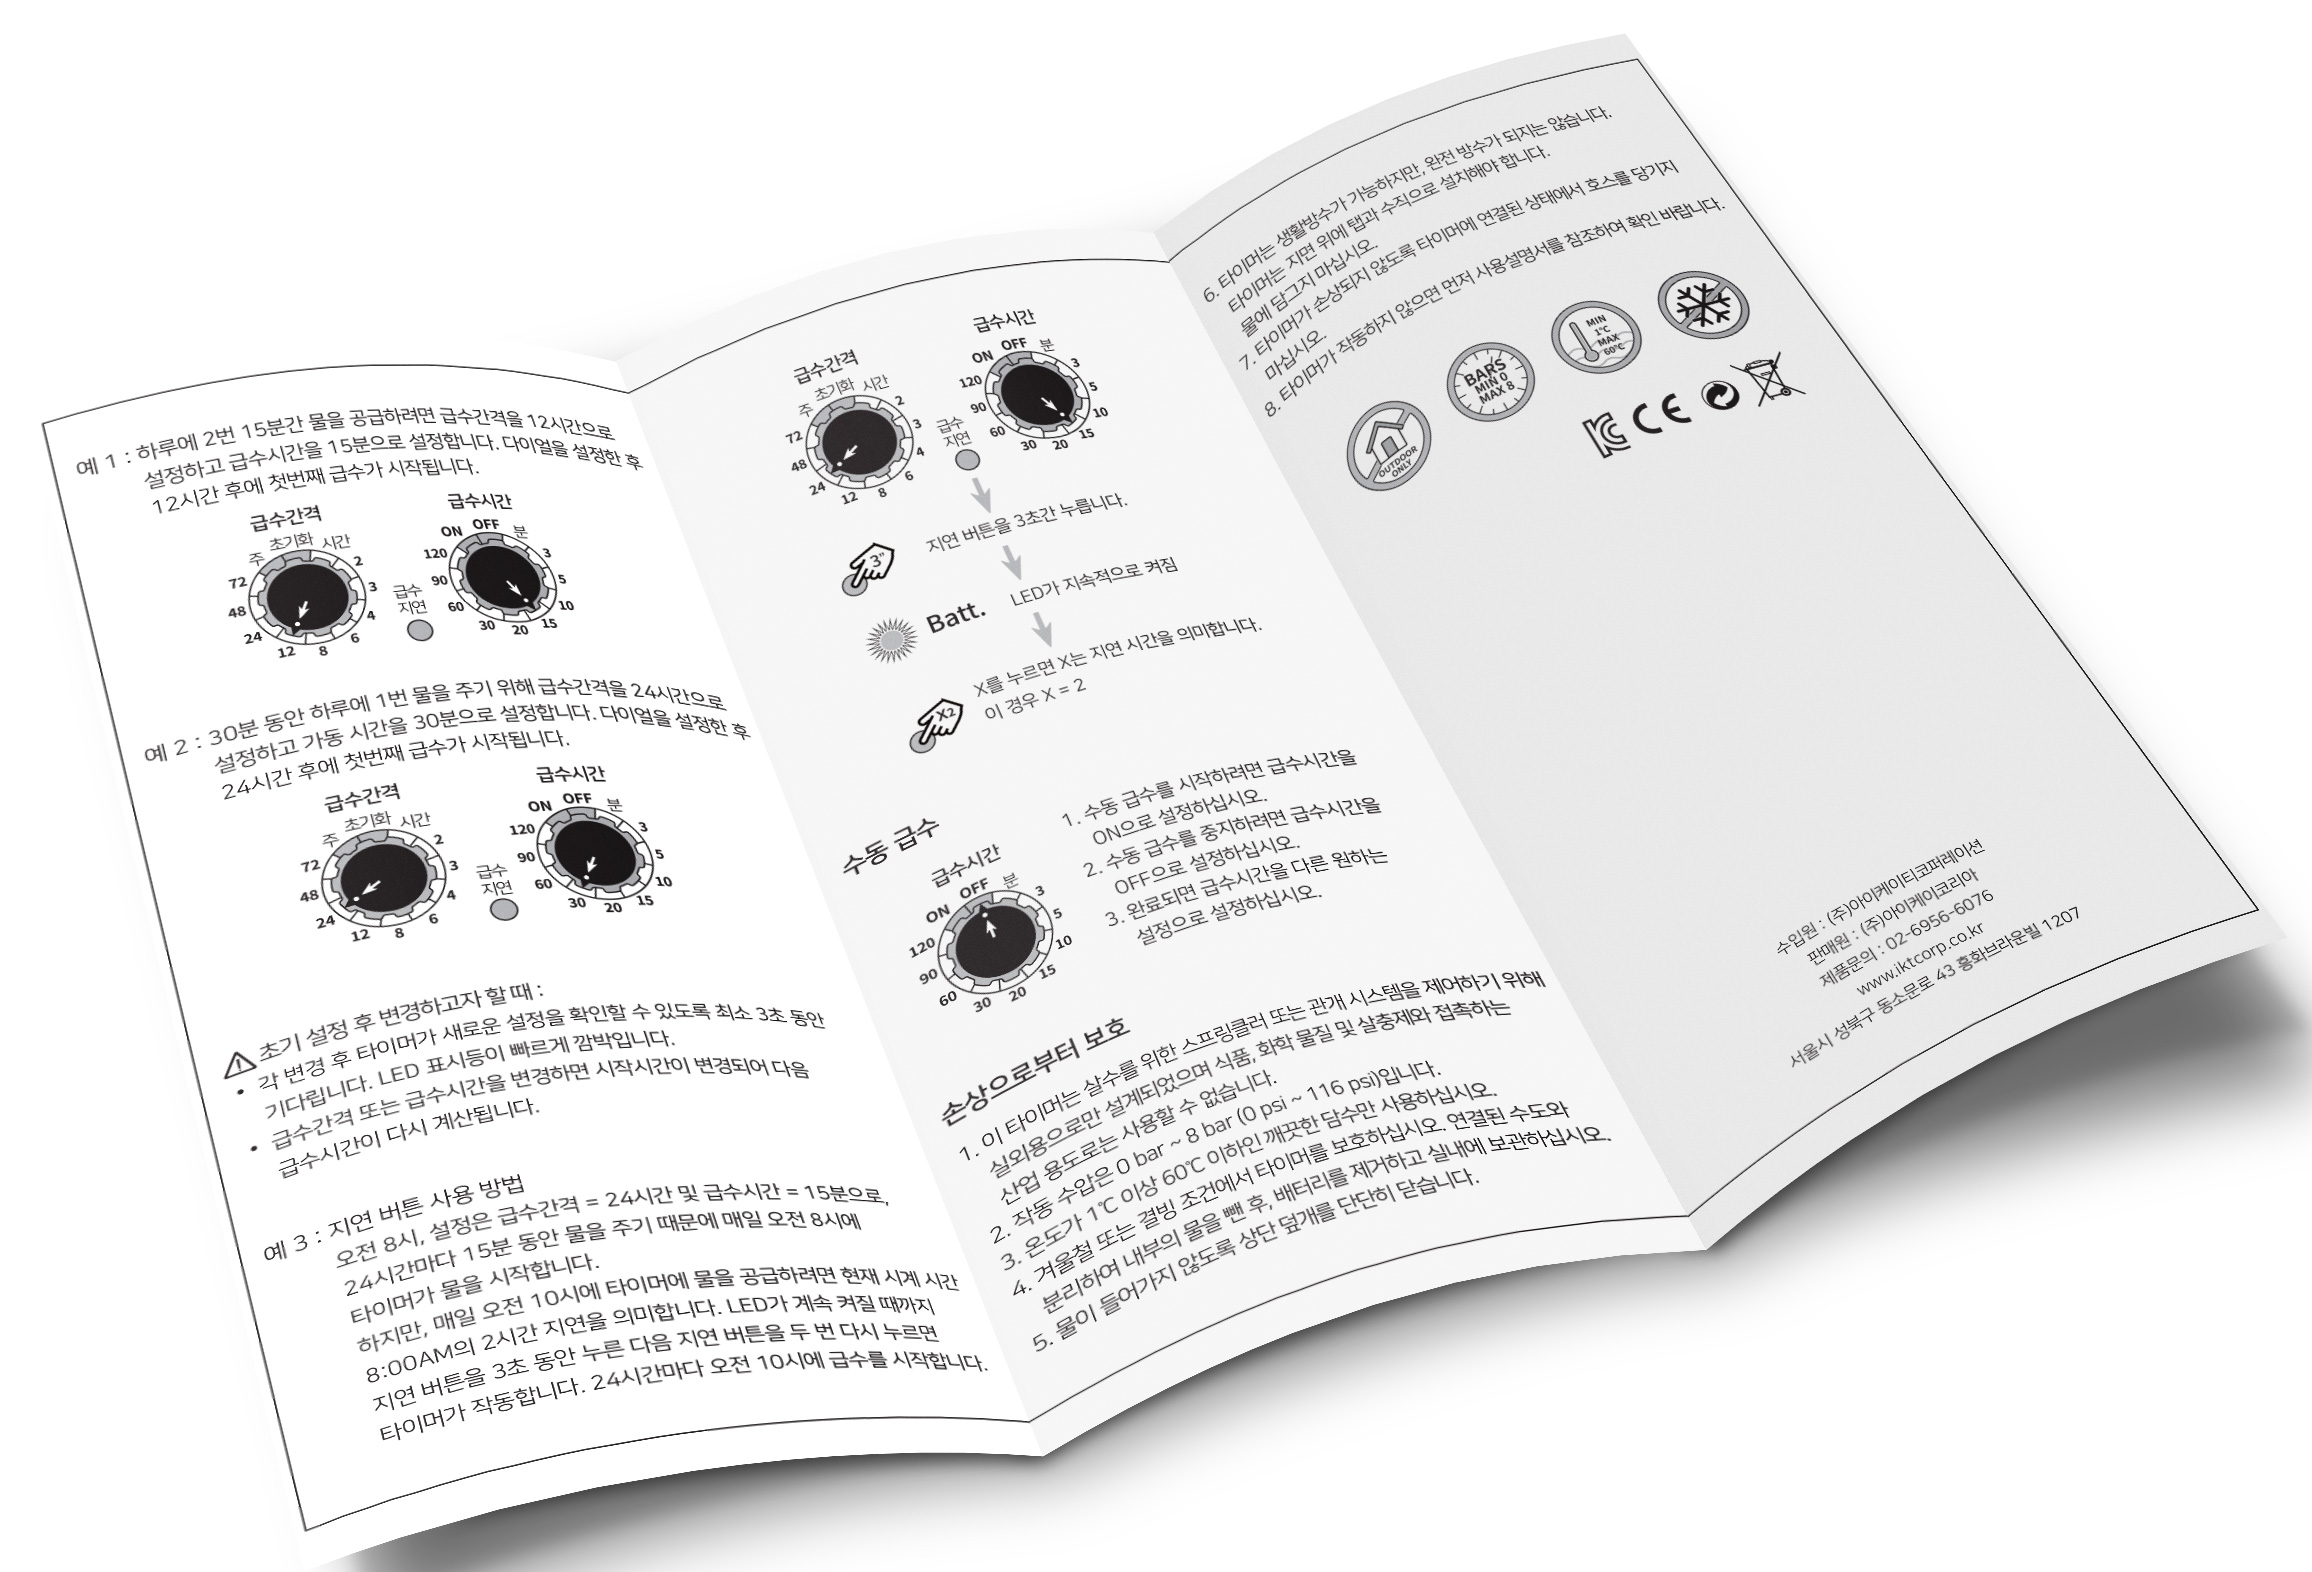 예 1 : 하루에 2번 15분간 물을 공급하려면 급수간격을 12시간으로
설정하고 급수시간을 15분으로 설정합니다. 다이얼을 설정한 후
12시간 후에 첫번째 급수가 시작됩니다.
급수간격
주 초기화 시간
72 2
48 3
24 4
12 8 6
급수
지연
급수시간
ON OFF 분
120 3
90 5
60 10
30 20 15
예 2 : 30분 동안 하루에 1번 물을 주기 위해 급수간격을 24시간으로
설정하고 가동 시간을 30분으로 설정합니다. 다이얼을 설정한 후
24시간 후에 첫번째 급수가 시작됩니다.
급수간격
주 초기화 시간
72 2
48 3
24 4
12 8 6
급수
지연
급수시간
ON OFF 분
120 3
90 5
60 10
30 20 15
초기 설정 후 변경하고자 할 때 :
• 각 변경 후 타이머가 새로운 설정을 확인할 수 있도록 최소 3초 동안
기다립니다. LED 표시등이 빠르게 깜박입니다.
• 급수간격 또는 급수시간을 변경하면 시작시간이 변경되어 다음
급수시간이 다시 계산됩니다.
예 3 : 지연 버튼 사용 방법
오전 8시, 설정은 급수간격 = 24시간 및 급수시간 = 15분으로,
24시간마다 15분 동안 물을 주기 때문에 매일 오전 8시에
타이머가 물을 시작합니다.
하지만, 매일 오전 10시에 타이머에 물을 공급하려면 현재 시계 시간
8:00AM의 2시간 지연을 의미합니다. LED가 계속 켜질 때까지
지연 버튼을 3초 동안 누른 다음 지연 버튼을 두 번 다시 누르면
타이머가 작동합니다. 24시간마다 오전 10시에 급수를 시작합니다.
급수간격
주 초기화 시간
72 2
48 3
24 4
12 8 6
급수
지연
급수시간
ON OFF 분
120 3
90 5
60 10
30 20 15
3"
지연 버튼을 3초간 누릅니다.
Batt.
LED가 지속적으로 켜짐
X2
X를 누르면 X는 지연 시간을 의미합니다.
이 경우 X = 2
수동 급수
급수시간
ON OFF 분
120 3
90 5
60 10
30 20 15
1. 수동 급수를 시작하려면 급수시간을
ON으로 설정하십시오.
2. 수동 급수를 중지하려면 급수시간을
OFF으로 설정하십시오.
3. 완료되면 급수시간을 다른 원하는
설정으로 설정하십시오.
손상으로부터 보호
1. 이 타이머는 살수를 위한 스프링클러 또는 관개 시스템을 제어하기 위해
실외용으로만 설계되었으며 식품, 화학 물질 및 살충제와 접촉하는
산업 용도로는 사용할 수 없습니다.
2. 작동 수압은 0 bar ~ 8 bar (0 psi ~ 116 psi)입니다.
3. 온도가 1℃ 이상 60℃ 이하인 깨끗한 담수만 사용하십시오.
4. 겨울철 또는 결빙 조건에서 타이머를 보호하십시오. 연결된 수도와
분리하여 내부의 물을 뺀 후, 배터리를 제거하고 실내에 보관하십시오.
5. 물이 들어가지 않도록 상단 덮개를 단단히 닫습니다.
6. 타이머는 생활방수가 가능하지만, 완전 방수가 되지는 않습니다.
타이머는 지면 위에 탭과 수직으로 설치해야 합니다.
물에 담그지 마십시오.
7. 타이머가 손상되지 않도록 타이머에 연결된 상태에서 호스를 당기지
마십시오.
8. 타이머가 작동하지 않으면 먼저 사용설명서를 참조하여 확인 바랍니다.
OUTDOOR
ONLY
BARS
MIN 0
MAX 8
MIN
1℃
MAX
60℃
KC CE
수입원 : (주)아이케이티코퍼레이션
판매원 : (주)아이케이코리아
제품문의 : 02-6956-6076
www.iktcorp.co.kr
서울시 성북구 동소문로 43 흥화브라운빌 1207